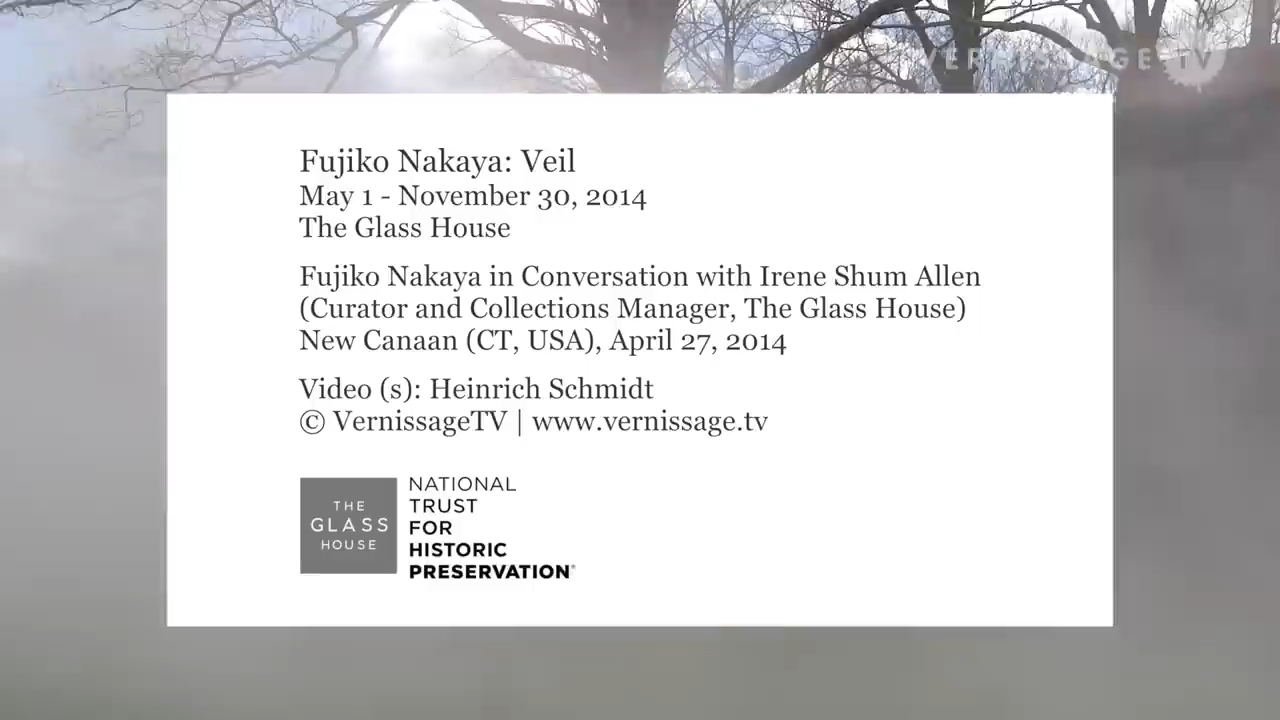 VERNISSAGE TV
Fujiko Nakaya: Veil
May 1 - November 30, 2014
The Glass House
Fujiko Nakaya in Conversation with Irene Shum Allen
(Curator and Collections Manager, The Glass House)
New Canaan (CT, USA), April 27, 2014
Video (s): Heinrich Schmidt
© VernissageTV | www.vernissage.tv
THE
GLASS
HOUSE
NATIONAL
TRUST
FOR
HISTORIC
PRESERVATION®